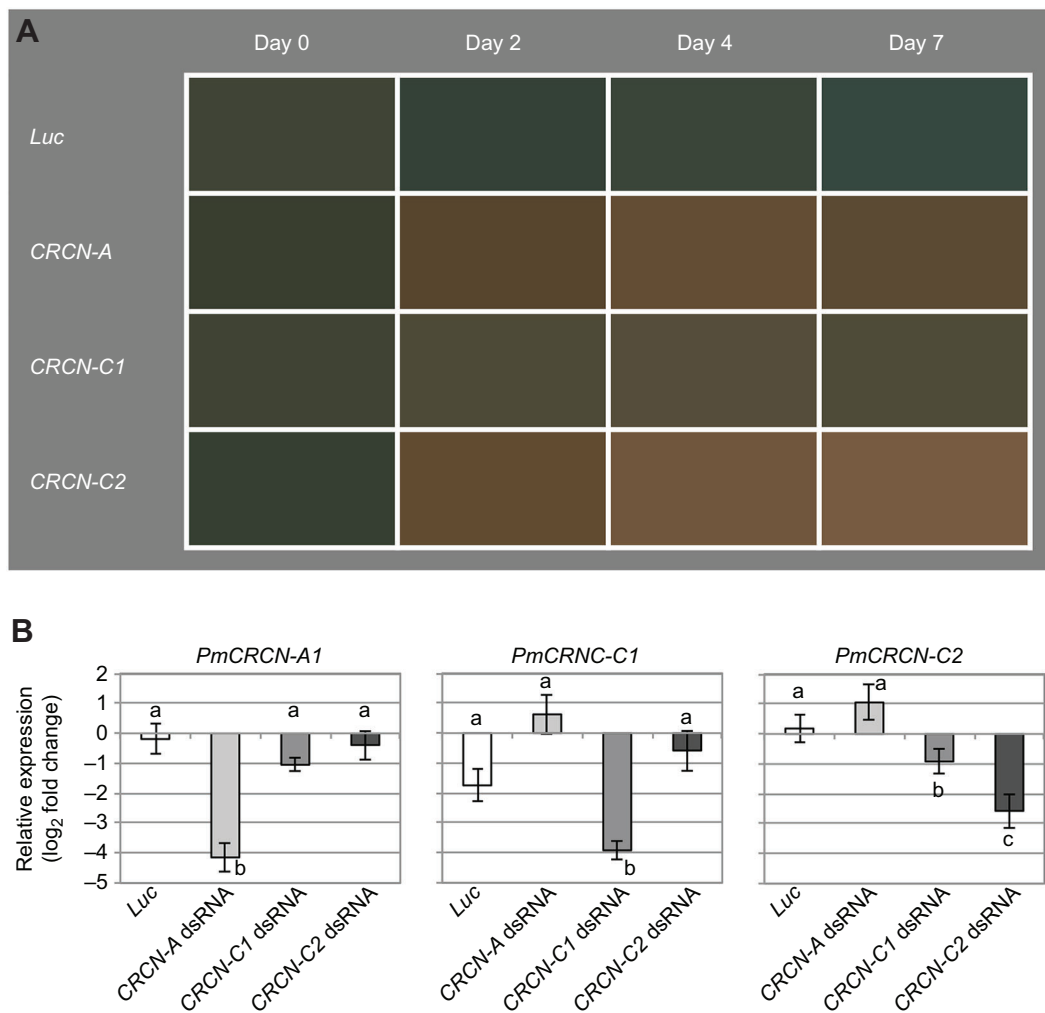 A
Day 0 Day 2 Day 4 Day 7
Luc
CRCN-A
CRCN-C1
CRCN-C2
B
PmCRCN-A1 PmCRNC-C1 PmCRCN-C2
Relative expression
(log2 fold change)
2
1
0
–1
–2
–3
–4
–5
a b a a
a a b a
a a b c
Luc CRCN-A dsRNA CRCN-C1 dsRNA CRCN-C2 dsRNA
Luc CRCN-A dsRNA CRCN-C1 dsRNA CRCN-C2 dsRNA
Luc CRCN-A dsRNA CRCN-C1 dsRNA CRCN-C2 dsRNA